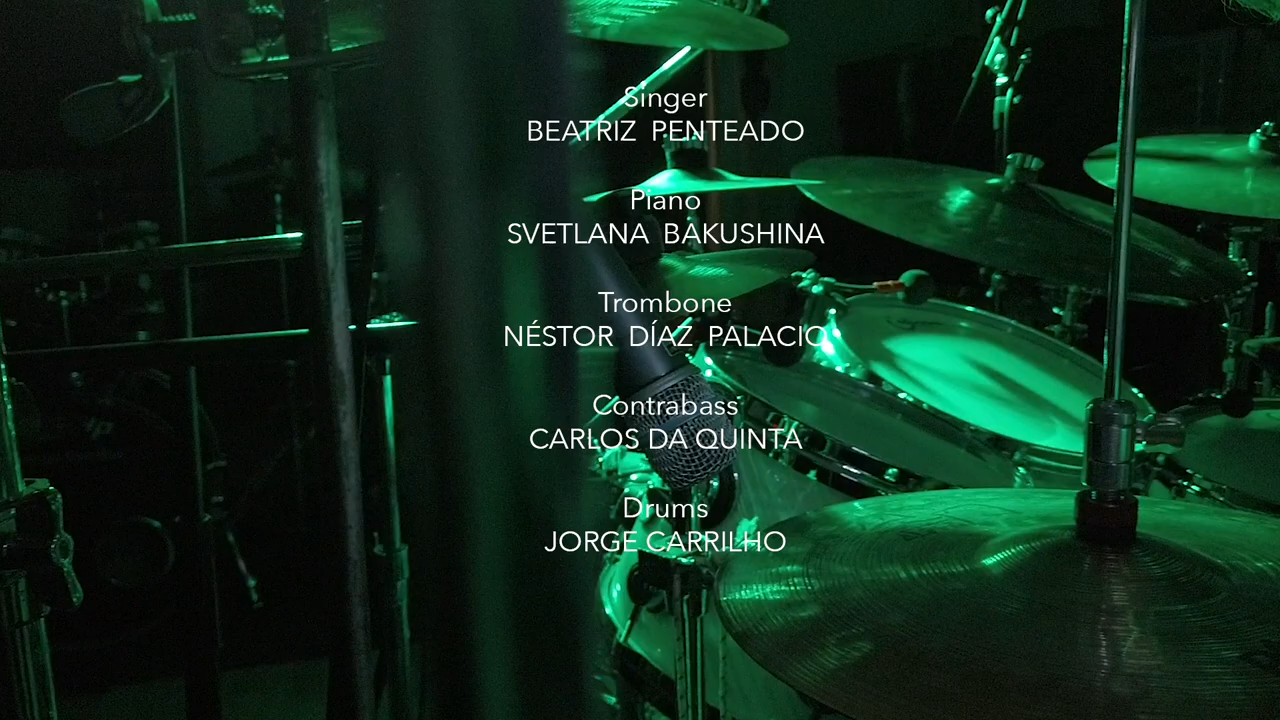 Singer
BEATRIZ PENTEADO
Piano
SVETLANA BAKUSHINA
Trombone
NÉSTOR DÍAZ PALACIO
Contrabass
CARLOS DA QUINTA
Drums
JORGE CARRILHO